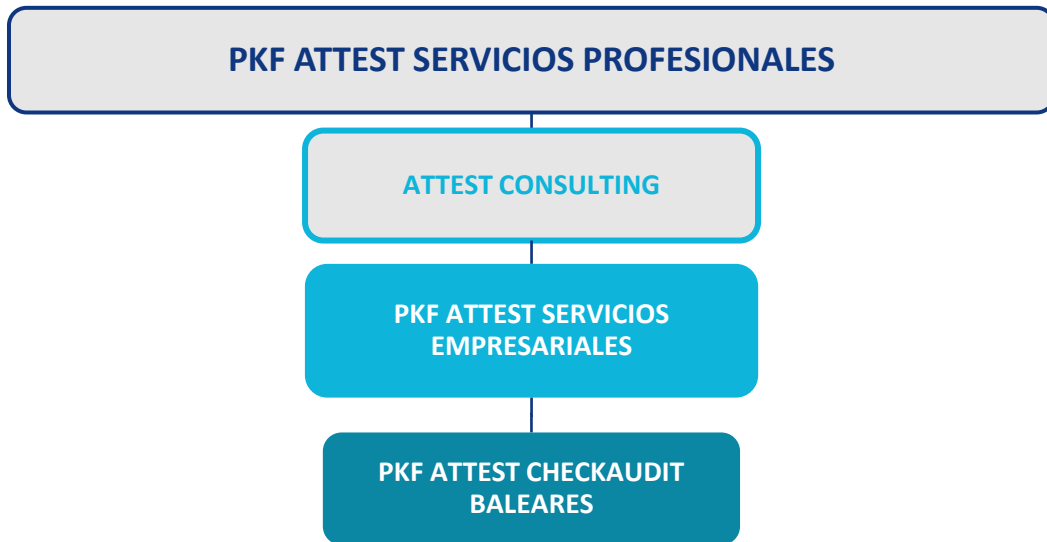 PKF ATTEST SERVICIOS PROFESIONALES
ATTEST CONSULTING
PKF ATTEST SERVICIOS
EMPRESARIALES
PKF ATTEST CHECKAUDIT
BALEARES